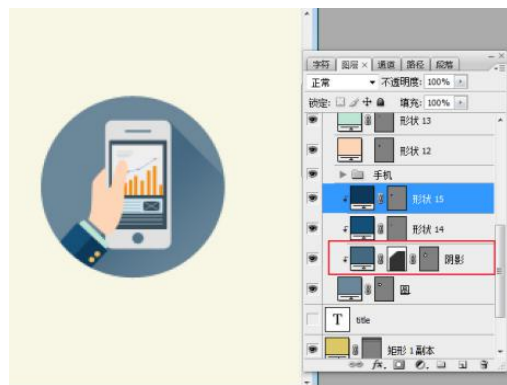 字符 图层 × 通道 路径 段落
正常 不透明度: 100%
锁定: 填充: 100%
形状 13
形状 12
手机
形状 15
形状 14
阴影
圆
T title
矩形 1 副本
fx.